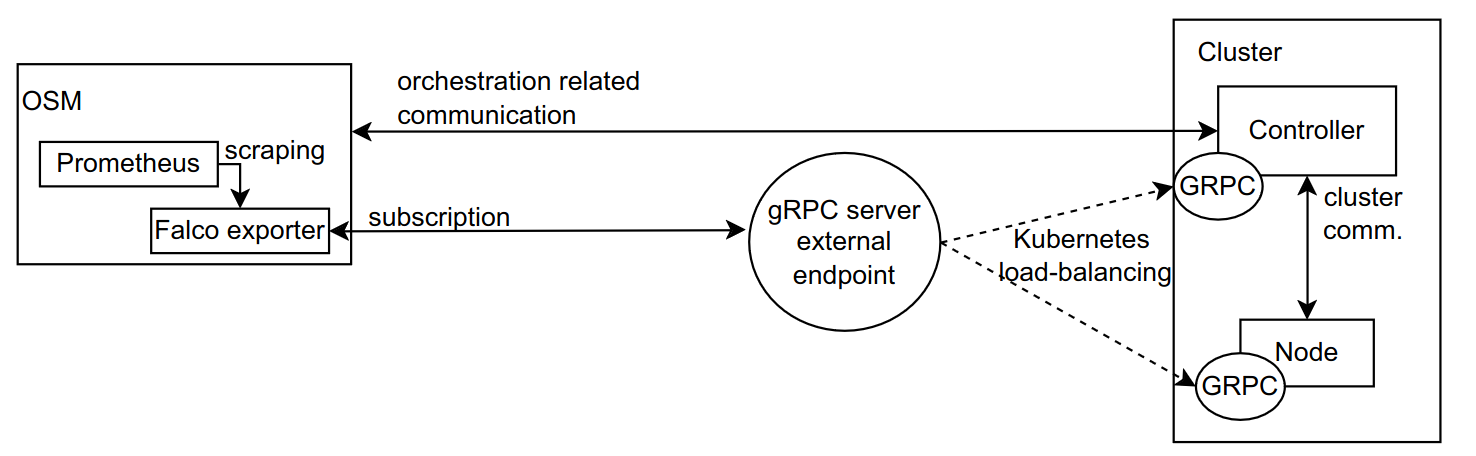 Cluster
orchestration related
communication
OSM
Controller
Prometheus
scraping
GRPC
cluster
comm.
Falco exporter
subscription
gRPC server
external
endpoint
Kubernetes
load-balancing
Node
GRPC